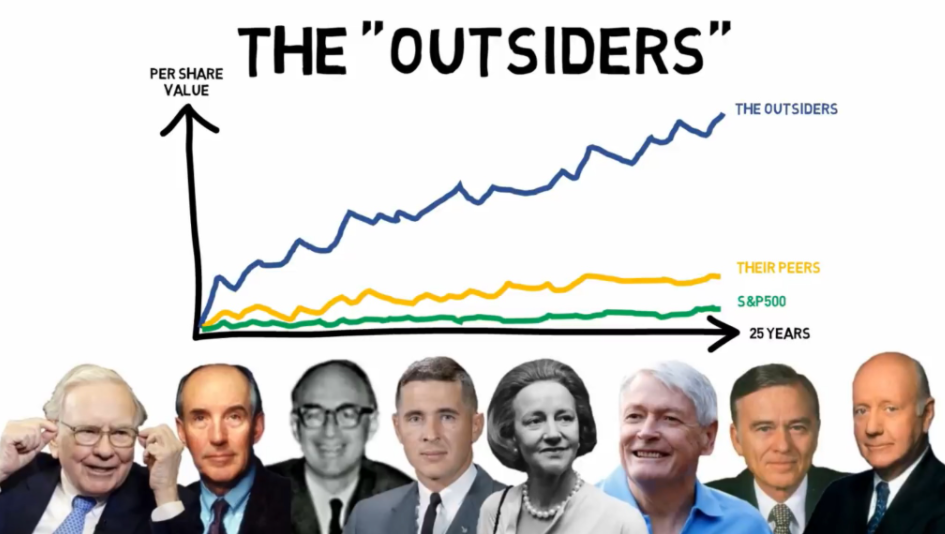 THE "OUTSIDERS"
PER SHARE
VALUE
THE OUTSIDERS
THEIR PEERS
S&P500
25 YEARS